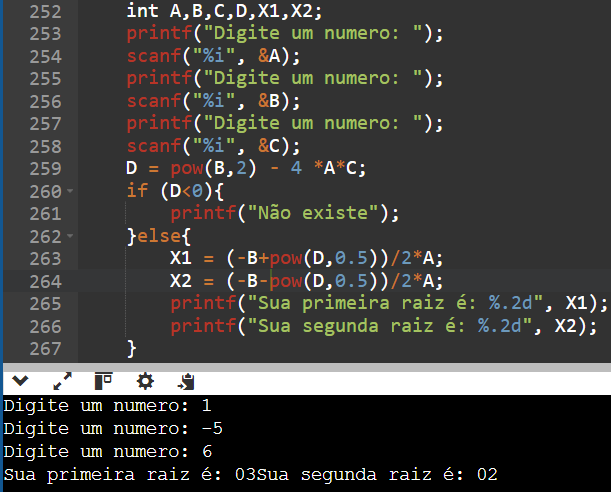 252 int A,B,C,D,X1,X2;
253 printf("Digite um numero: ");
254 scanf("%i", &A);
255 printf("Digite um numero: ");
256 scanf("%i", &B);
257 printf("Digite um numero: ");
258 scanf("%i", &C);
259 D = pow(B,2) - 4 *A*C;
260 if (D<0){
261 printf("Não existe");
262 }else{
263 X1 = (-B+pow(D,0.5))/2*A;
264 X2 = (-B-pow(D,0.5))/2*A;
265 printf("Sua primeira raiz é: %.2d", X1);
266 printf("Sua segunda raiz é: %.2d", X2);
267 }
Digite um numero: 1
Digite um numero: -5
Digite um numero: 6
Sua primeira raiz é: 03Sua segunda raiz é: 02